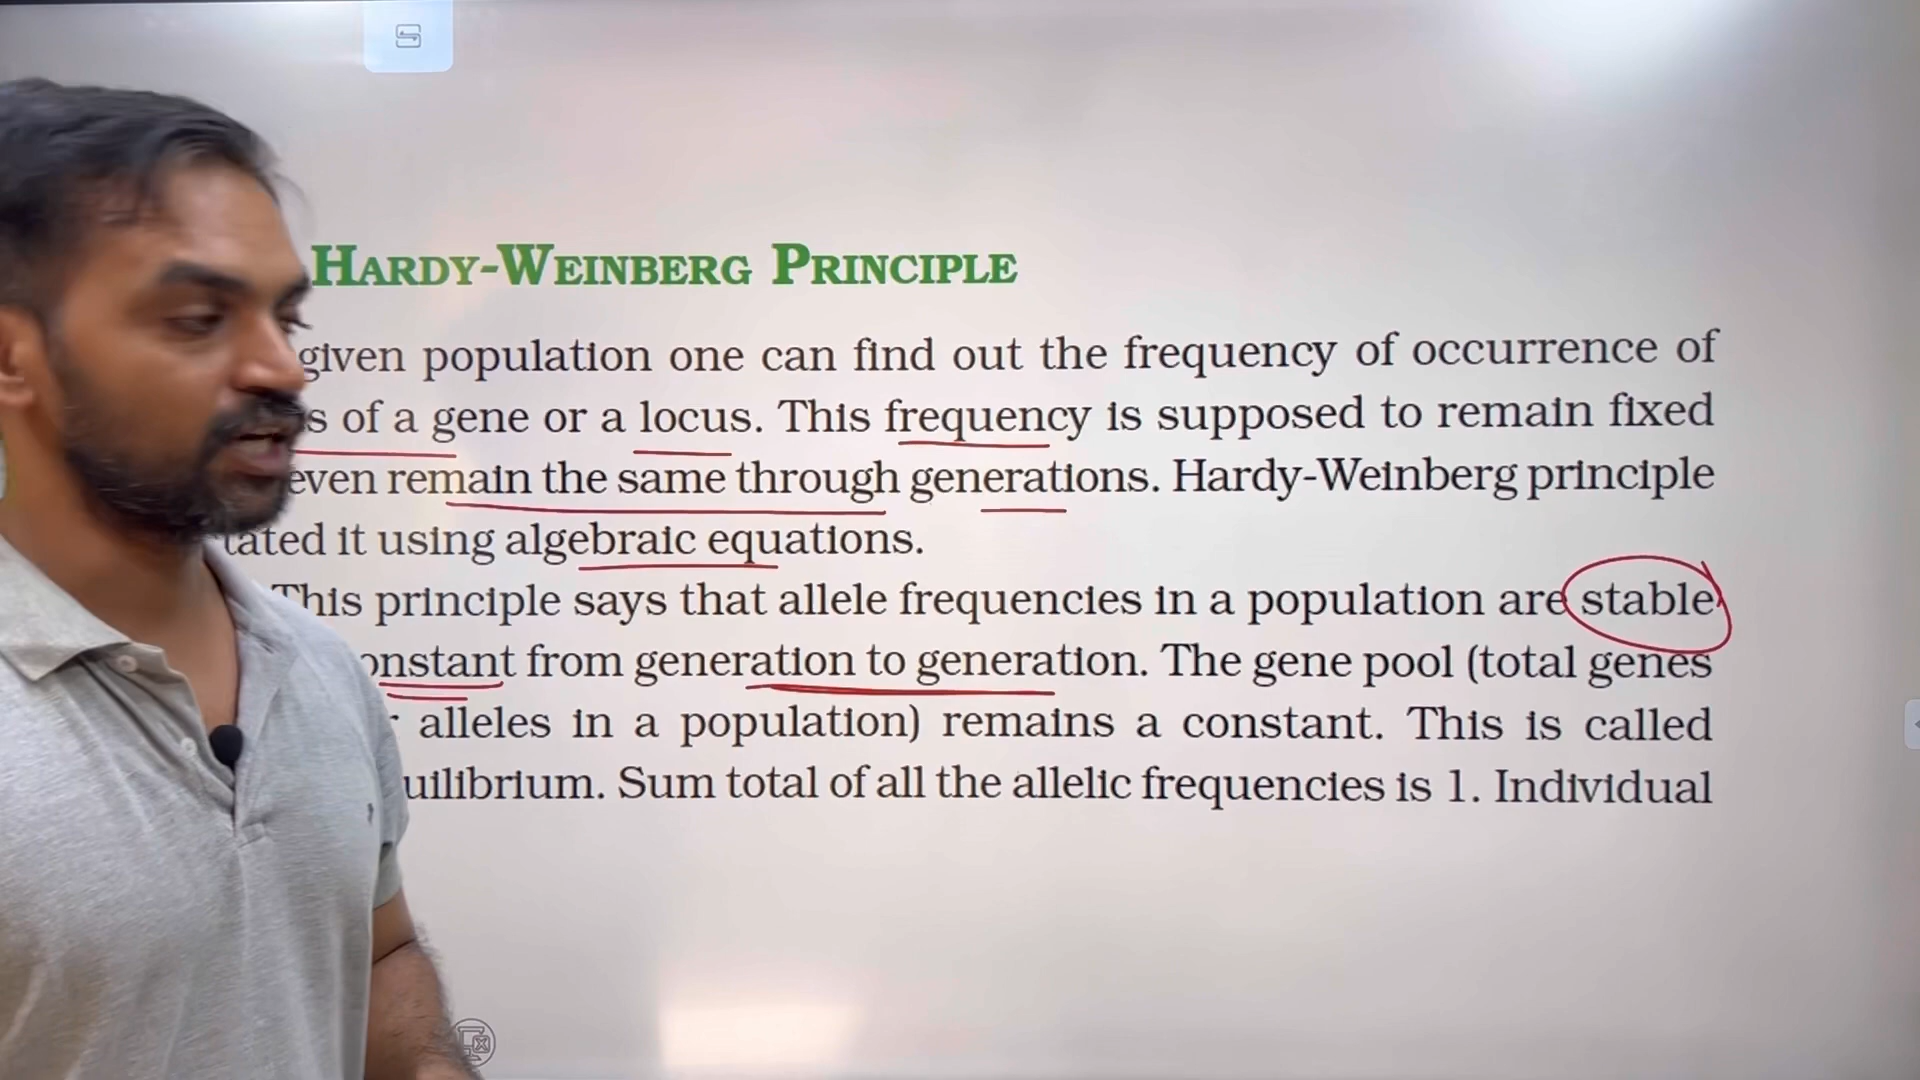 HARDY-WEINBERG PRINCIPLE
given population one can find out the frequency of occurrence of
of a gene or a locus. This frequency is supposed to remain fixed
even remain the same through generations. Hardy-Weinberg principle
it using algebraic equations.
This principle says that allele frequencies in a population are stable
from generation to generation. The gene pool (total genes
alleles in a population) remains a constant. This is called
Sum total of all the allelic frequencies is 1. Individual